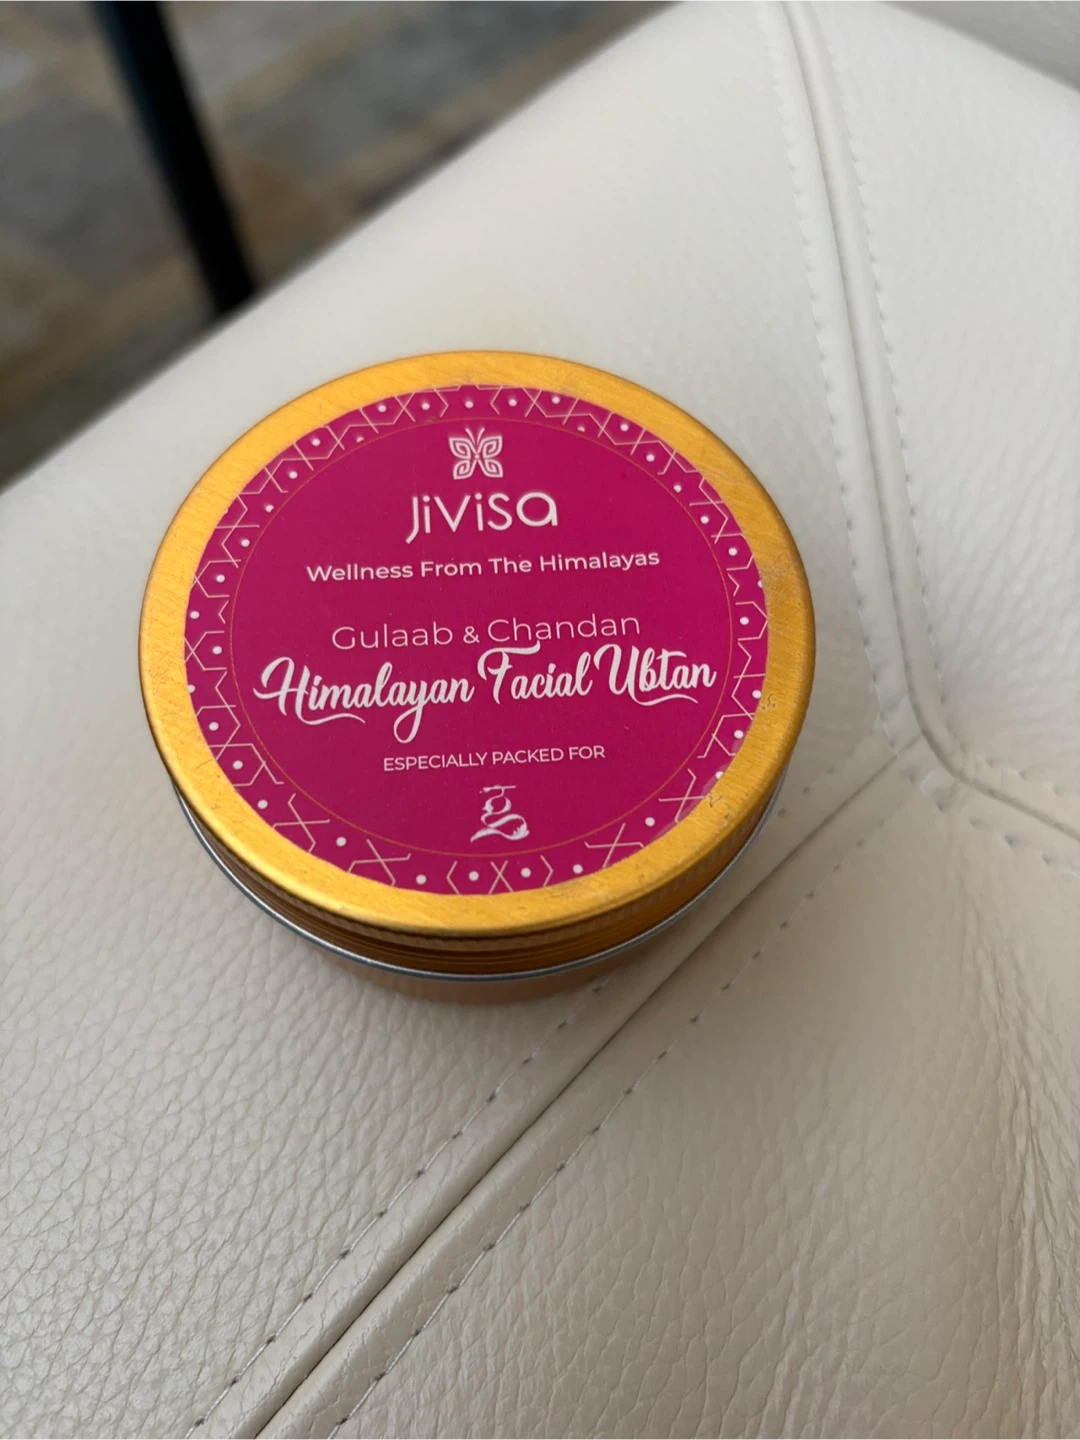 Jivisa
Wellness From The Himalayas
Gulaab & Chandan
Himalayan Facial Ubtan
ESPECIALLY PACKED FOR